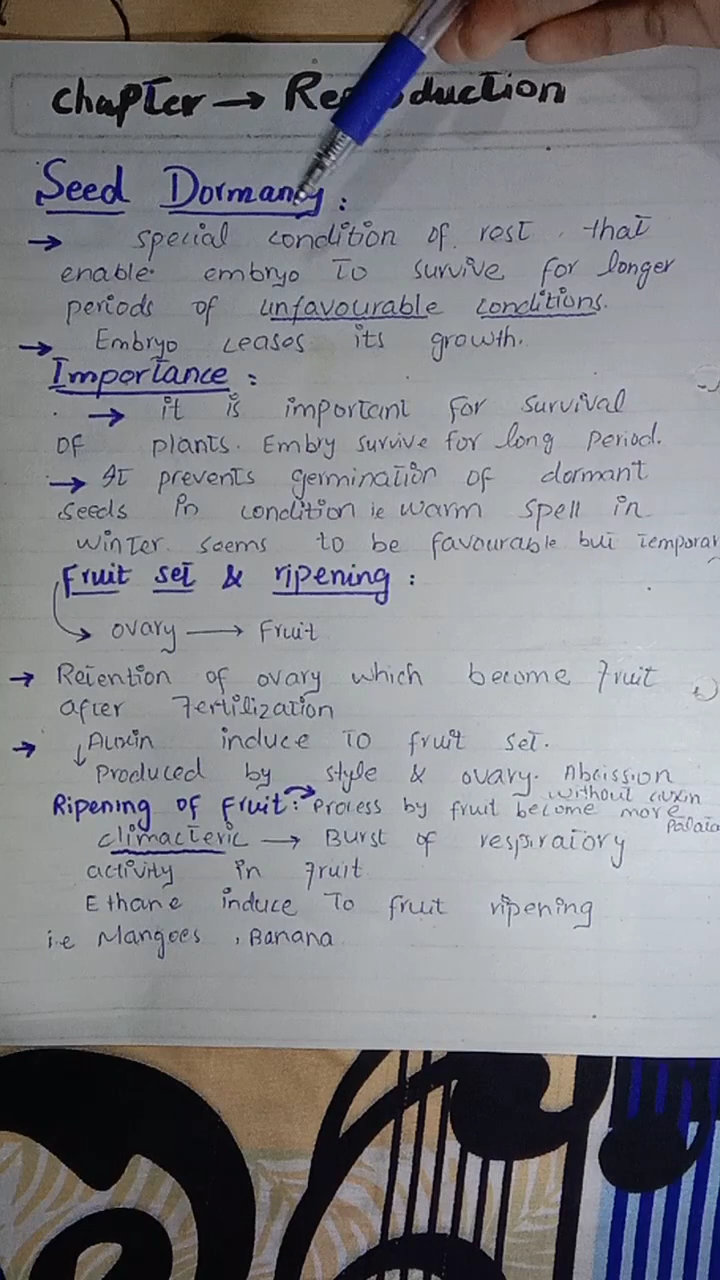 Chapter → Reproduction
Seed Dormancy :
→ special condition of rest that
enable embryo to survive for longer
periods of unfavourable conditions.
→ Embryo ceases its growth.
Importance :
→ it is important for survival
of plants. Embry survive for long period.
→ It prevents germination of dormant
seeds in condition ie warm spell in
winter seems to be favourable but temporar
Fruit set & ripening :
→ ovary → Fruit
→ Retention of ovary which become fruit
after fertilization
→ Auxin induce to fruit set.
Produced by style & ovary. Abcission
without auxin
Ripening of fruit: → Process by fruit become more
climacteric → Burst of respiratory
activity in fruit
Ethane induce to fruit ripening
i.e Mangoes , Banana